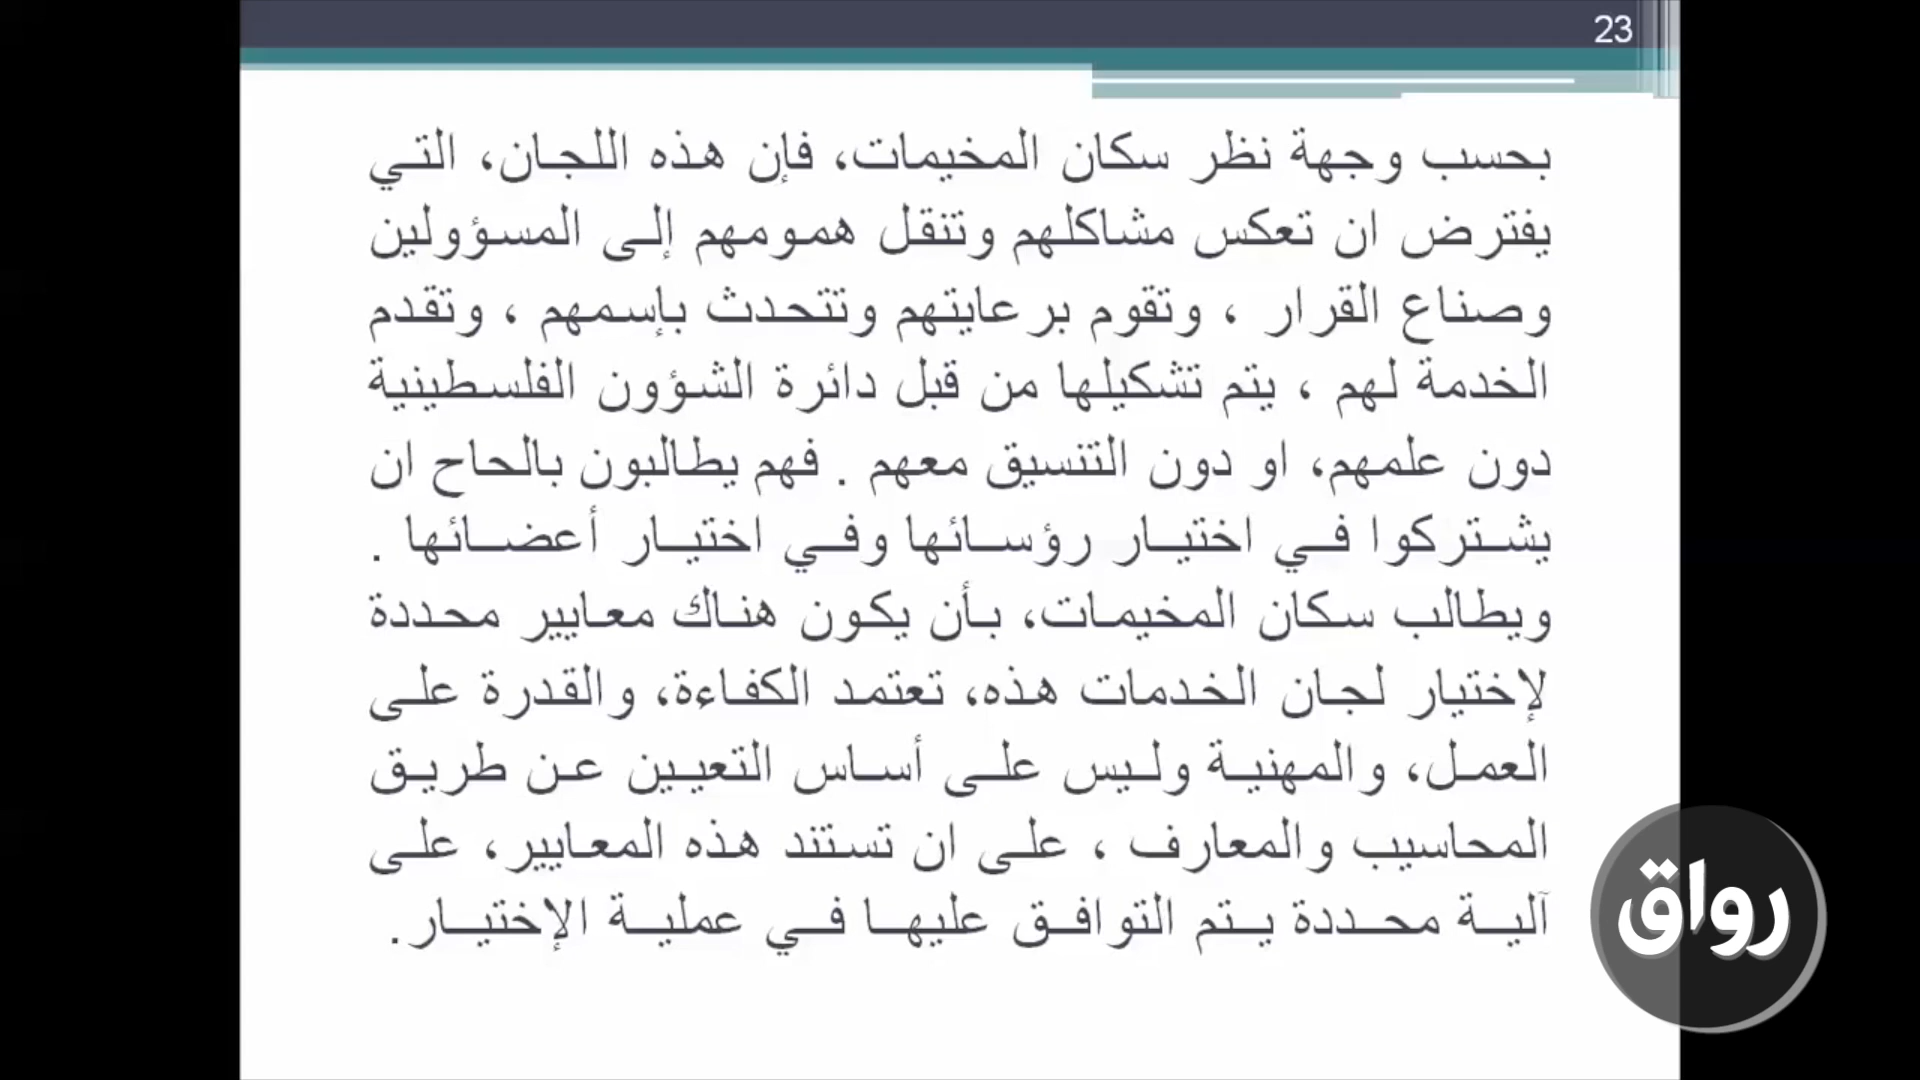 23
بحسب وجهة نظر سكان المخيمات، فإن هذه اللجان، التي
يفترض ان تعكس مشاكلهم وتنقل همومهم إلى المسؤولين
وصناع القرار ، وتقوم برعايتهم وتتحدث بإسمهم ، وتقدم
الخدمة لهم ، يتم تشكيلها من قبل دائرة الشؤون الفلسطينية
دون علمهم، او دون التنسيق معهم . فهم يطالبون بالحاح ان
يشتركوا في اختيار رؤسائها وفي اختيار أعضائها .
ويطالب سكان المخيمات، بأن يكون هناك معايير محددة
لإختيار لجان الخدمات هذه، تعتمد الكفاءة، والقدرة على
العمل، والمهنية وليس على أساس التعيين عن طريق
المحاسيب والمعارف ، على ان تستند هذه المعايير، على
آلية محددة يتم التوافق عليها في عملية الإختيار.
رواق